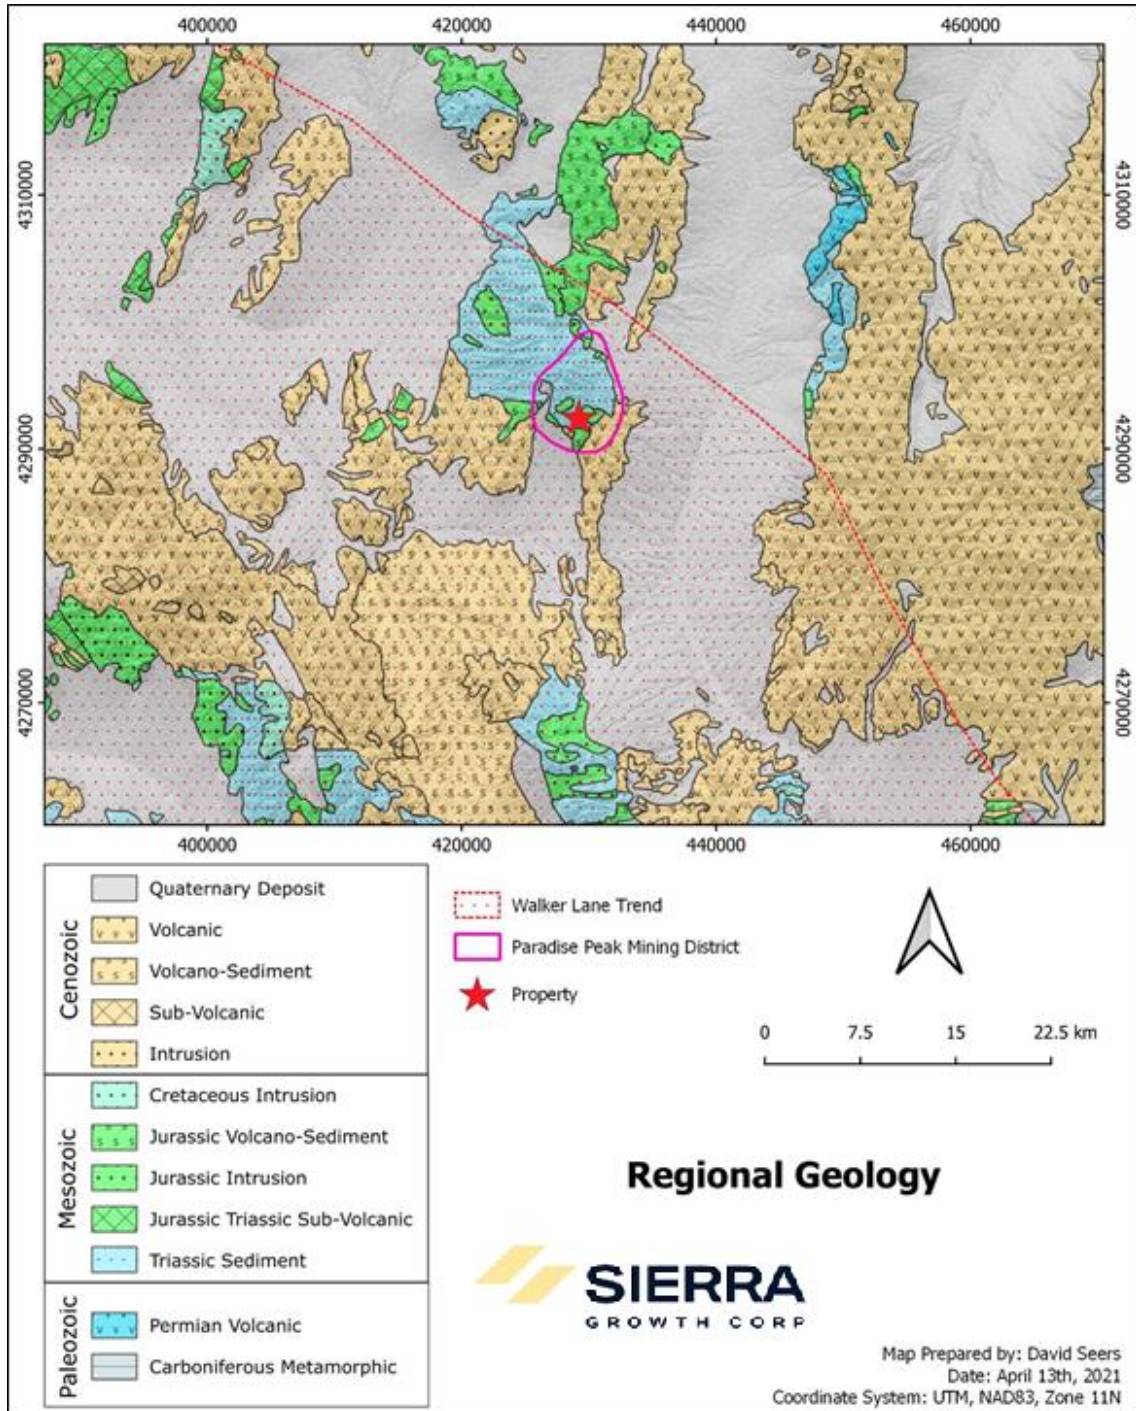 400000
420000
440000
460000
4310000
4310000
4290000
4290000
4270000
4270000
400000
420000
440000
460000
Cenozoic
Quaternary Deposit
Volcanic
Volcano-Sediment
Sub-Volcanic
Intrusion
Mesozoic
Cretaceous Intrusion
Jurassic Volcano-Sediment
Jurassic Intrusion
Jurassic Triassic Sub-Volcanic
Triassic Sediment
Paleozoic
Permian Volcanic
Carboniferous Metamorphic
Walker Lane Trend
Paradise Peak Mining District
Property
0 7.5 15 22.5 km
Regional Geology
SIERRA
GROWTH CORP
Map Prepared by: David Seers
Date: April 13th, 2021
Coordinate System: UTM, NAD83, Zone 11N